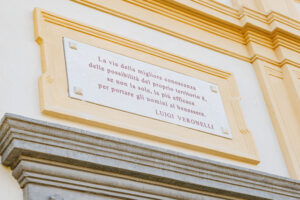 La via della migliore conoscenza
delle possibilità del proprio territorio è,
se non la sola, la più efficace
per portare gli uomini al benessere.
LUIGI VERONELLI